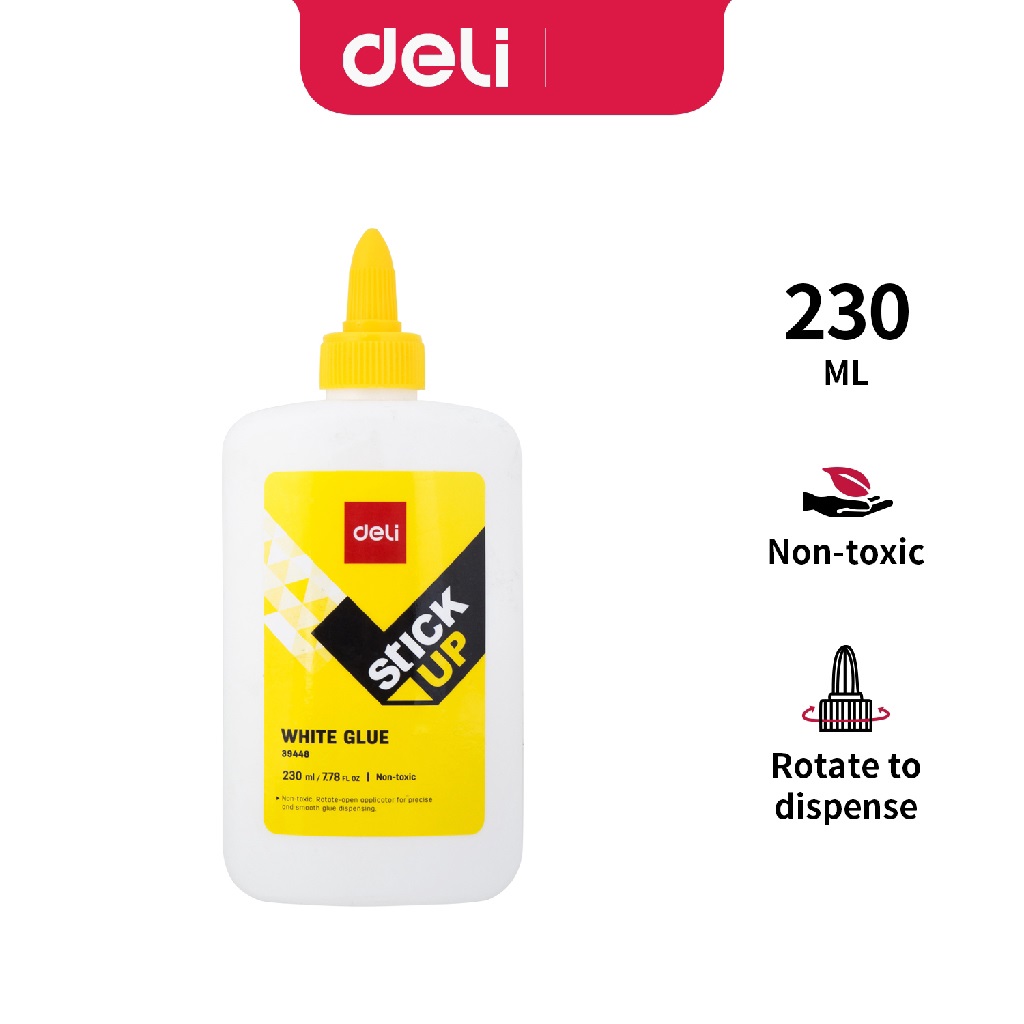 deli
230
ML
Non-toxic
Rotate to
dispense
deli
STICK
UP
WHITE GLUE
39448
230 ml / 7.78 FL OZ | Non-toxic
Non-toxic. Rotate-open applicator for precise
and smooth glue dispensing.